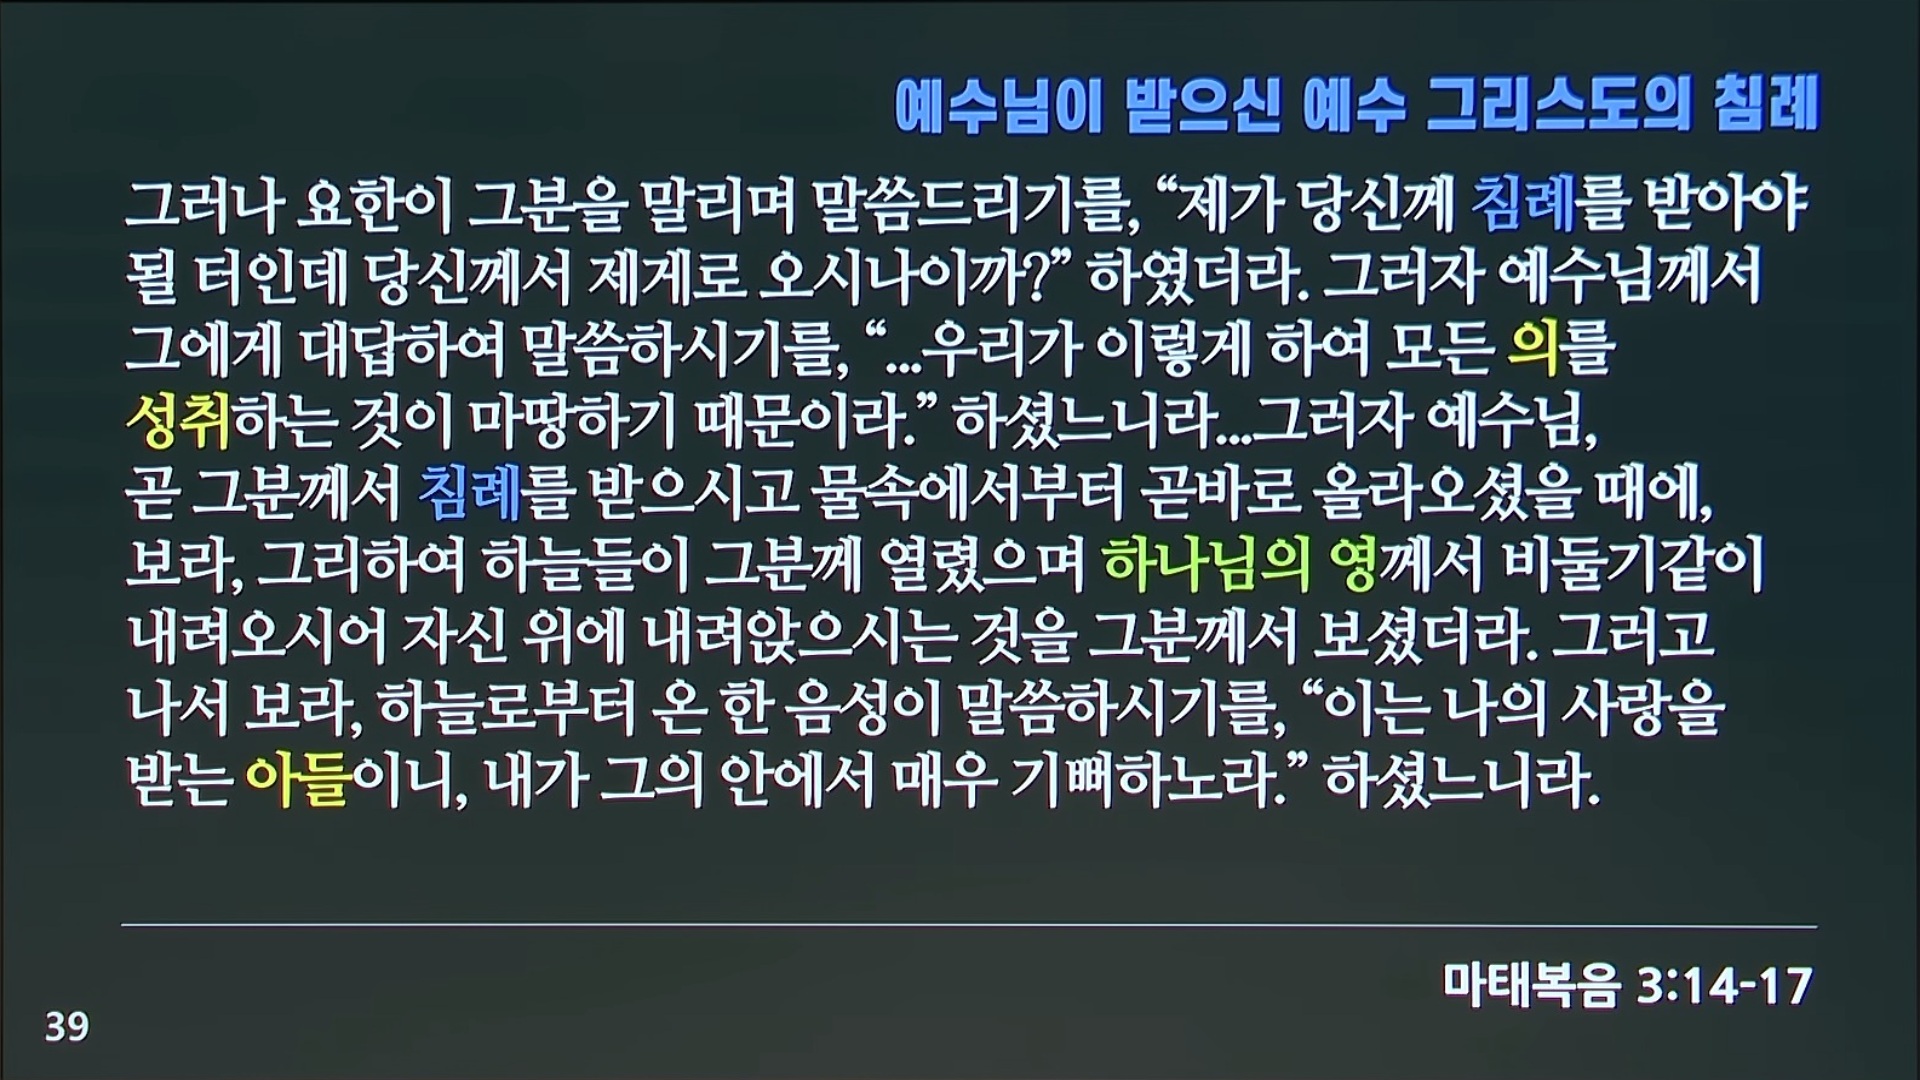 예수님이 받으신 예수 그리스도의 침례
그러나 요한이 그분을 말리며 말씀드리기를, “제가 당신께 침례를 받아야
될 터인데 당신께서 제게로 오시나이까?” 하였더라. 그러자 예수님께서
그에게 대답하여 말씀하시기를, “...우리가 이렇게 하여 모든 의를
성취하는 것이 마땅하기 때문이라.” 하셨느니라...그러자 예수님,
곧 그분께서 침례를 받으시고 물속에서부터 곧바로 올라오셨을 때에,
보라, 그리하여 하늘들이 그분께 열렸으며 하나님의 영께서 비둘기같이
내려오시어 자신 위에 내려앉으시는 것을 그분께서 보셨더라. 그러고
나서 보라, 하늘로부터 온 한 음성이 말씀하시기를, “이는 나의 사랑을
받는 아들이니, 내가 그의 안에서 매우 기뻐하노라.” 하셨느니라.
마태복음 3:14-17
39